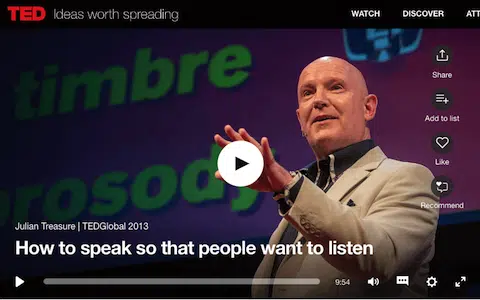 TED Ideas worth spreading WATCH DISCOVER ATT
timbre
prosody
Share
Add to list
Like
Recommend
Julian Treasure | TEDGlobal 2013
How to speak so that people want to listen
9:54